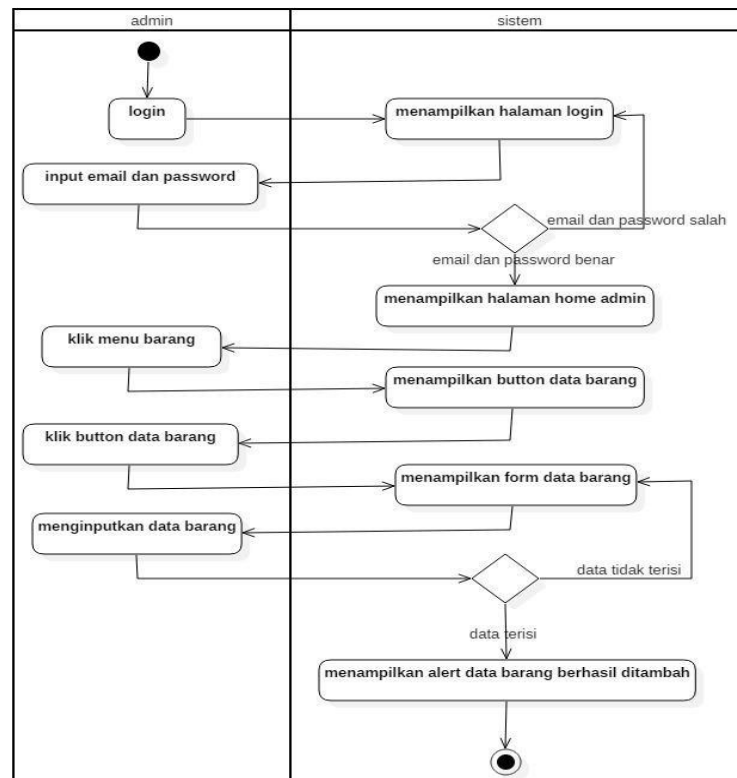 admin
sistem
login
menampilkan halaman login
input email dan password
email dan password salah
email dan password benar
menampilkan halaman home admin
klik menu barang
menampilkan button data barang
klik button data barang
menampilkan form data barang
menginputkan data barang
data tidak terisi
data terisi
menampilkan alert data barang berhasil ditambah